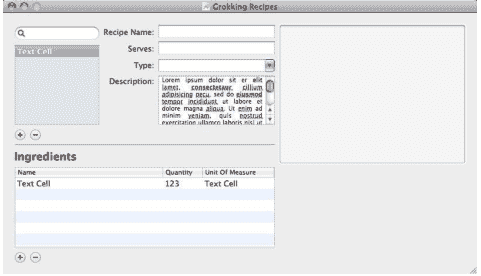 Grokking Recipes
Recipe Name:
Text Cell
Serves:
Type:
Description:
Lorem ipsum dolor sit er elit
lamet, consectetaur cillium
adipisicing pecu, sed do eiusmod
tempor incididunt ut labore et
dolore magna aliqua. Ut enim ad
minim veniam, quis nostrud
exercitation ullamco laboris nisi ut
Ingredients
Name Quantity Unit Of Measure
Text Cell 123 Text Cell